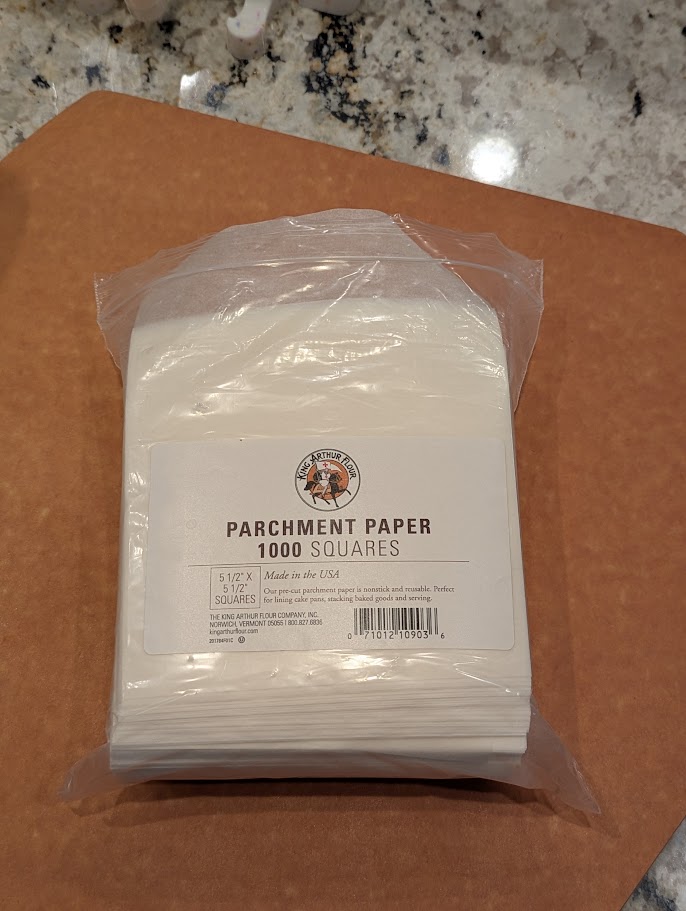 KING ARTHUR FLOUR
PARCHMENT PAPER
1000 SQUARES
5 1/2" X
5 1/2"
SQUARES
Made in the USA
Our pre-cut parchment paper is nonstick and reusable. Perfect
for lining cake pans, stacking baked goods and serving.
THE KING ARTHUR FLOUR COMPANY, INC.
NORWICH, VERMONT 05055 | 800.827.6836
kingarthurflour.com
0 71012 10903 6